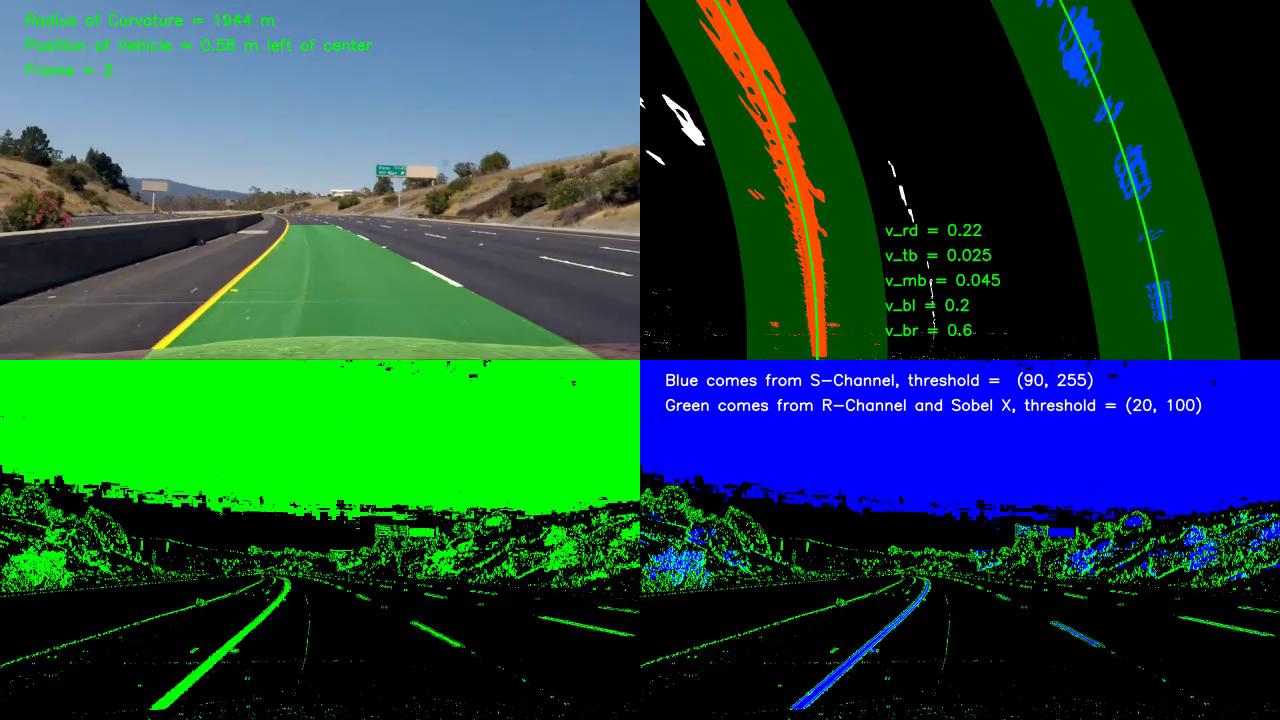 Radius of Curvature = 1944 m
Position of Vehicle = 0.58 m left of center
Frame = 2
v_rd = 0.22
v_tb = 0.025
v_mb = 0.045
v_bl = 0.2
v_br = 0.6
Blue comes from S-Channel, threshold = (90, 255)
Green comes from R-Channel and Sobel X, threshold = (20, 100)